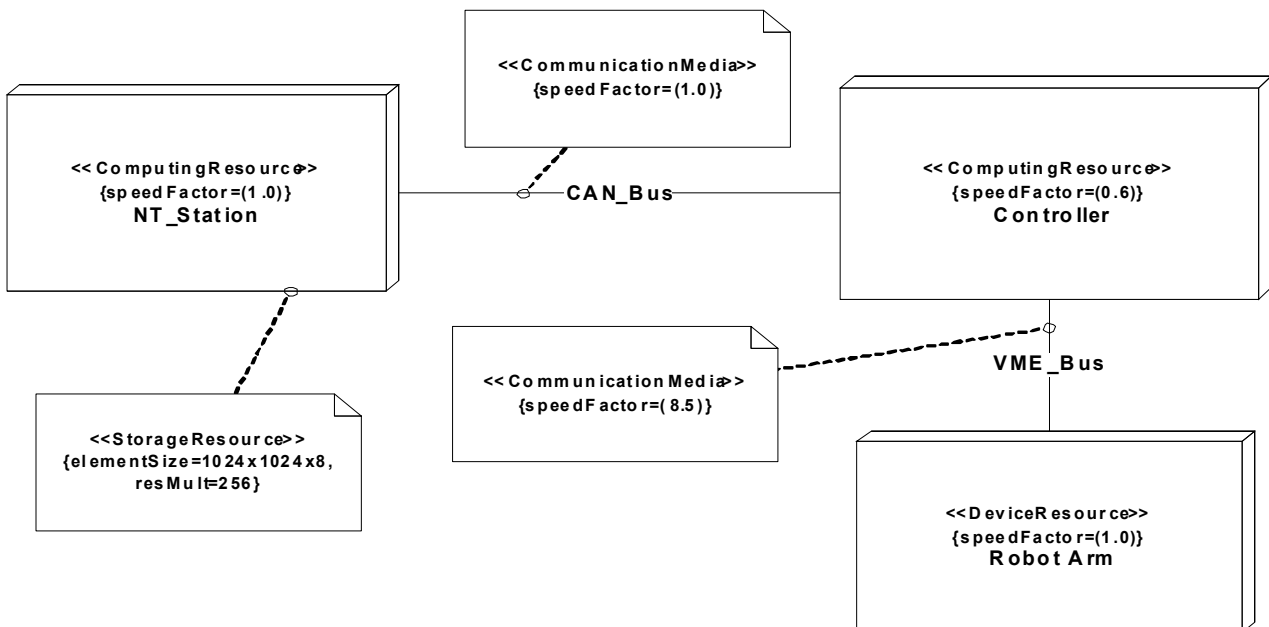 <<CommunicationMedia>>
{speedFactor=(1.0)}
<<ComputingResource>>
{speedFactor=(1.0)}
NT_Station
CAN_Bus
<<ComputingResource>>
{speedFactor=(0.6)}
Controller
<<CommunicationMedia>>
{speedFactor=(8.5)}
VME_Bus
<<StorageResource>>
{elementSize=1024x1024x8,
resMult=256}
<<DeviceResource>>
{speedFactor=(1.0)}
Robot Arm